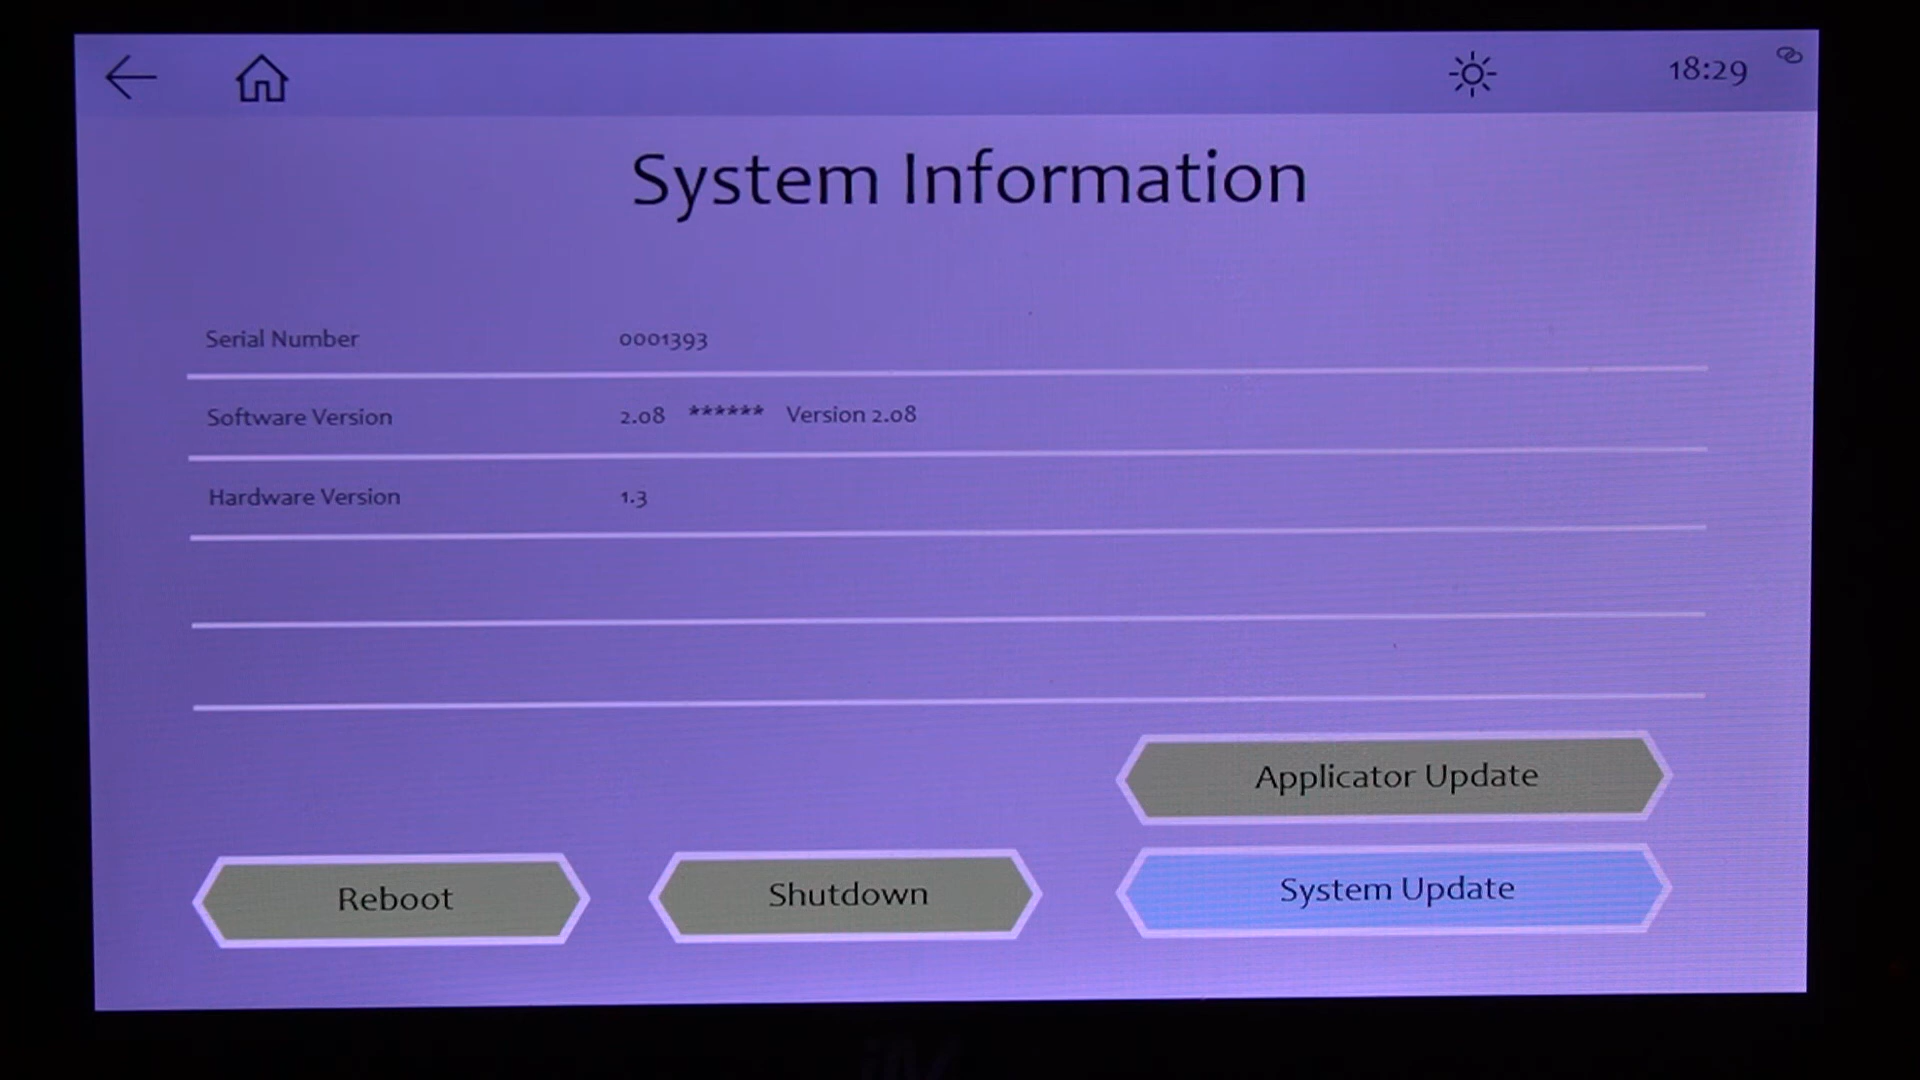 18:29
System Information
Serial Number 0001393
Software Version 2.08 ****** Version 2.08
Hardware Version 1.3
Applicator Update
Reboot Shutdown System Update